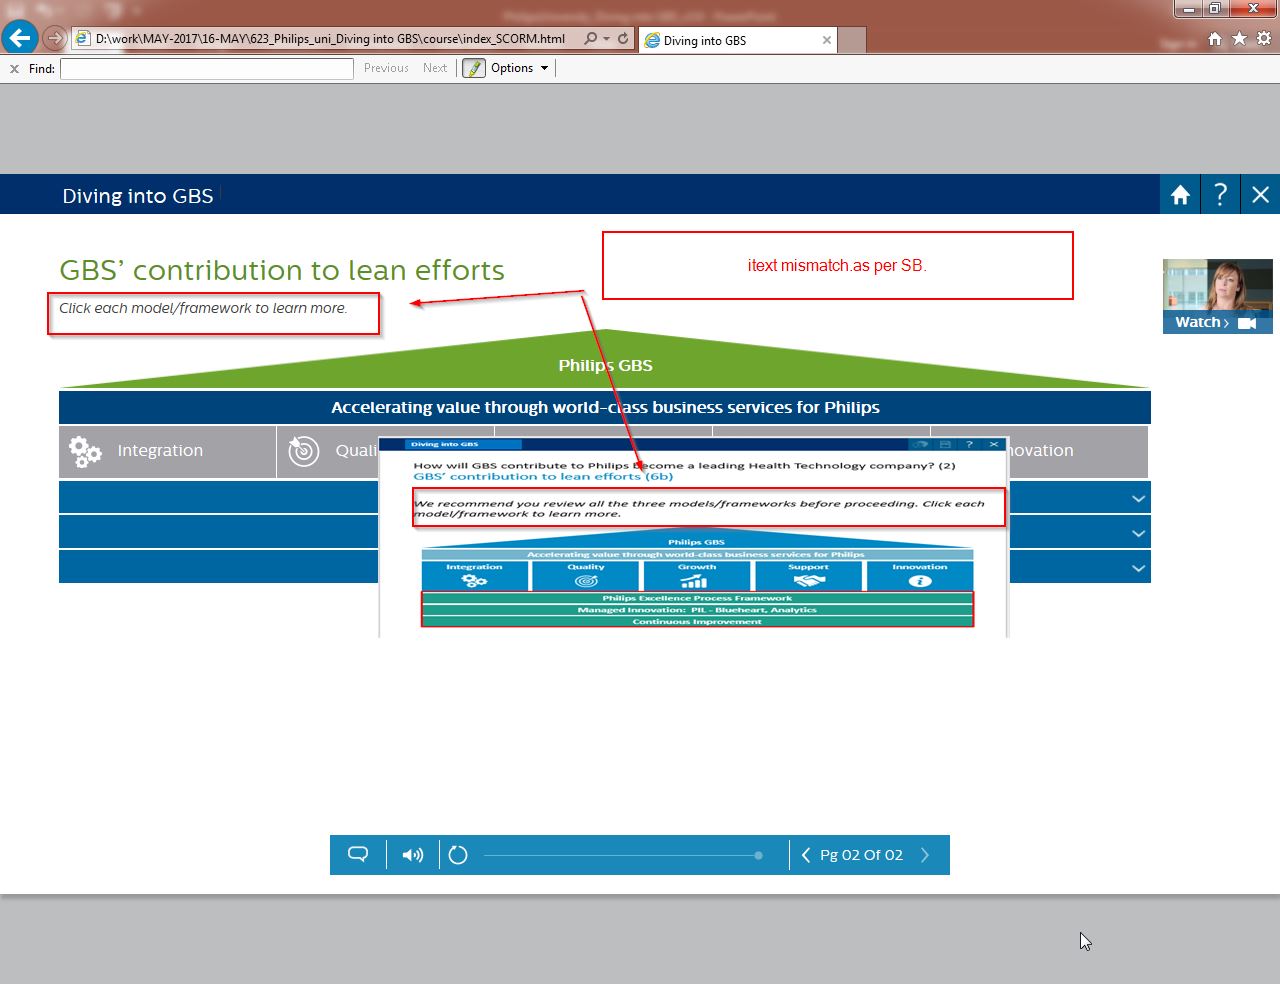 D:\work\MAY-2017\16-MAY\623_Philips_uni_Diving into GBS\course\index_SCORM.html
Diving into GBS
x Find:
Previous Next
Options
Diving into GBS
GBS’ contribution to lean efforts
Click each model/framework to learn more.
itext mismatch.as per SB.
Watch
Philips GBS
Accelerating value through world-class business services for Philips
Integration
Quali
ovation
Diving into GBS
How will GBS contribute to Philips become a leading Health Technology company? (2)
GBS’ contribution to lean efforts (6b)
We recommend you review all the three models/frameworks before proceeding. Click each
model/framework to learn more.
Philips GBS
Accelerating value through world-class business services for Philips
Integration Quality Growth Support Innovation
Philips Excellence Process Framework
Managed Innovation: PIL - Blueheart, Analytics
Continuous Improvement
Pg 02 Of 02